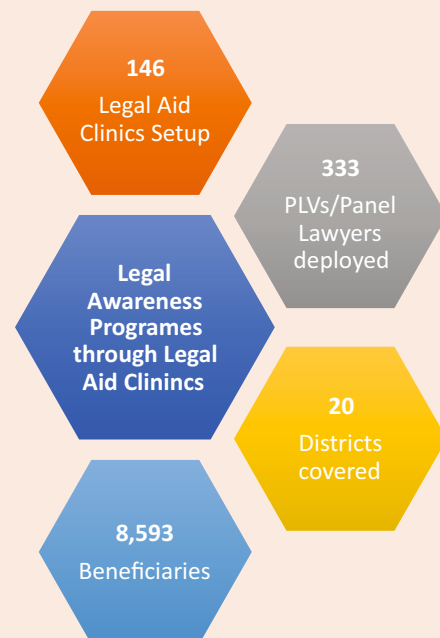 146
Legal Aid
Clinics Setup
333
PLVs/Panel
Lawyers
deployed
Legal
Awareness
Programes
through Legal
Aid Clinincs
20
Districts
covered
8,593
Beneficiaries